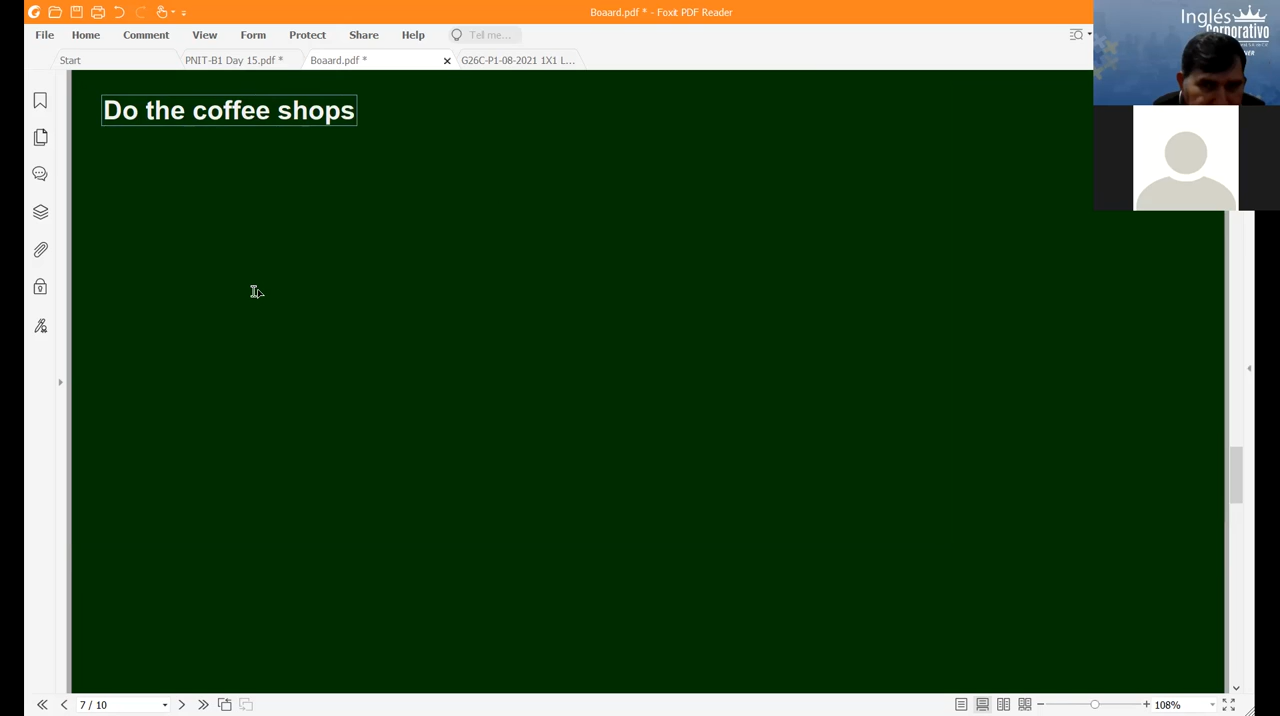 Boaard.pdf * - Foxit PDF Reader
File Home Comment View Form Protect Share Help Tell me...
Start PNIT-B1 Day 15.pdf * Boaard.pdf * G26C-P1-08-2021 1X1 L...
Inglés
Corporativo
Do the coffee shops
7 / 10
108%